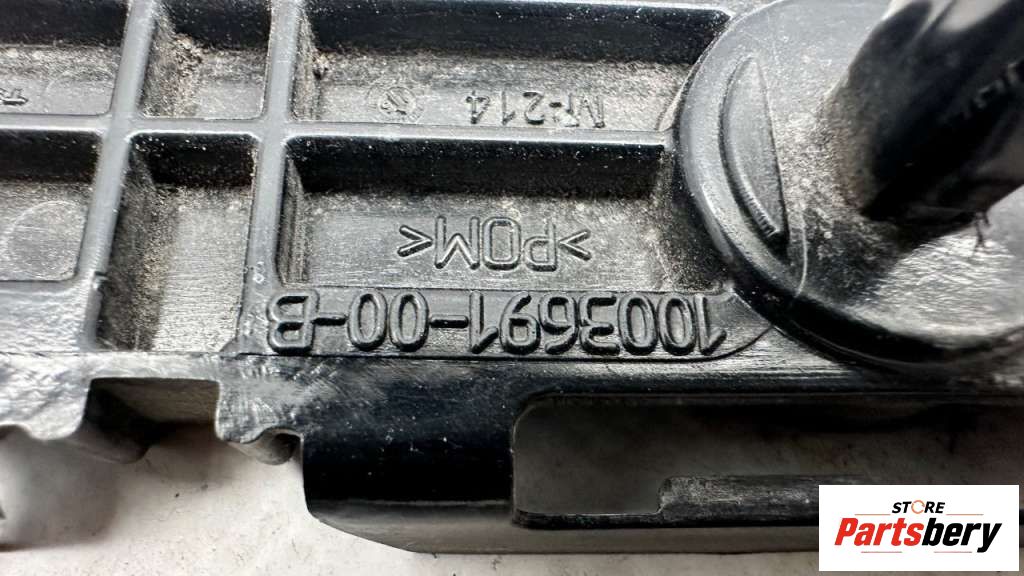 1003691-00-B
>POM<
M-214
STORE
Partsbery